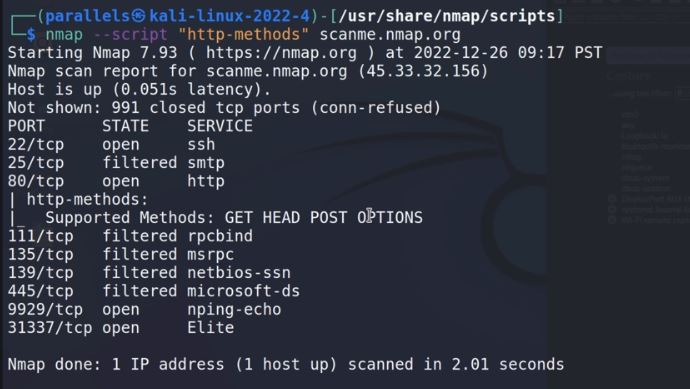 ┌──(parallels㉿kali-linux-2022-4)-[/usr/share/nmap/scripts]
└─$ nmap --script "http-methods" scanme.nmap.org
Starting Nmap 7.93 ( https://nmap.org ) at 2022-12-26 09:17 PST
Nmap scan report for scanme.nmap.org (45.33.32.156)
Host is up (0.051s latency).
Not shown: 991 closed tcp ports (conn-refused)
PORT      STATE    SERVICE
22/tcp    open     ssh
25/tcp    filtered smtp
80/tcp    open     http
| http-methods:
|_  Supported Methods: GET HEAD POST OPTIONS
111/tcp   filtered rpcbind
135/tcp   filtered msrpc
139/tcp   filtered netbios-ssn
445/tcp   filtered microsoft-ds
9929/tcp  open     nping-echo
31337/tcp open     Elite

Nmap done: 1 IP address (1 host up) scanned in 2.01 seconds